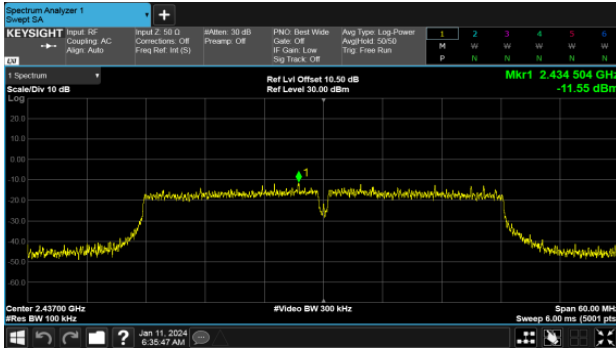 Spectrum Analyzer 1
Swept SA
+
KEYSIGHT Input: RF Input Z: 50 Ω #Atten: 30 dB PNO: Best Wide Avg Type: Log-Power 1 2 3 4 5 6
Coupling: AC Corrections: Off Preamp: Off Gate: Off Avg|Hold: 50/50 M W W W W W
Align: Auto Freq Ref: Int (S) IF Gain: Low Trig: Free Run P N N N N N
LXI Sig Track: Off
1 Spectrum Ref Lvl Offset 10.50 dB Mkr1 2.434 504 GHz
Scale/Div 10 dB Ref Level 30.00 dBm -11.55 dBm
Log
20.0
10.0
0.00
1
-10.0
-20.0
-30.0
-40.0
-50.0
-60.0
Center 2.43700 GHz #Video BW 300 kHz Span 60.00 MHz
#Res BW 100 kHz Sweep 6.00 ms (5001 pts)
? Jan 11, 2024
6:35:47 AM